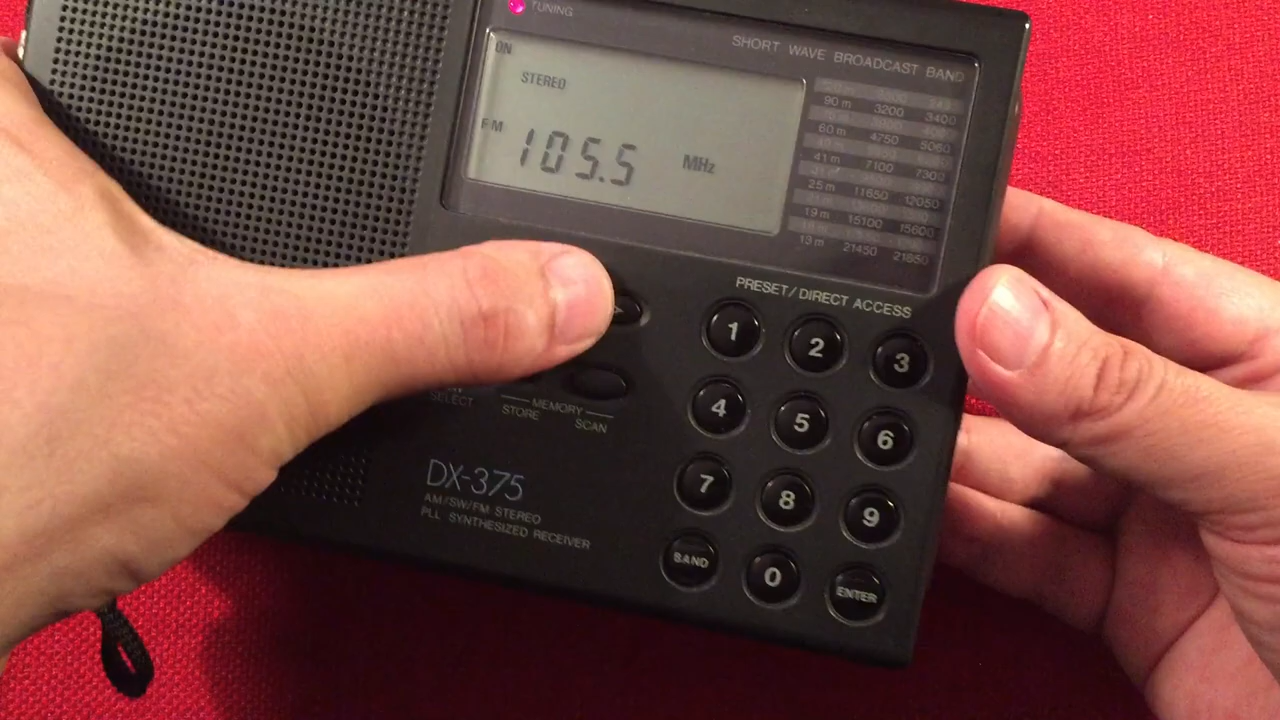 TUNING
ON
STEREO
FM 105.5 MHz
SHORT WAVE BROADCAST BAND
90 m 3200 3400
60 m 4750 5060
41 m 7100 7300
25 m 11650 12050
19 m 15100 15600
13 m 21450 21850
PRESET/DIRECT ACCESS
1 2 3
4 5 6
7 8 9
BAND 0 ENTER
SELECT
MEMORY
STORE SCAN
DX-375
AM/SW/FM STEREO
PLL SYNTHESIZED RECEIVER